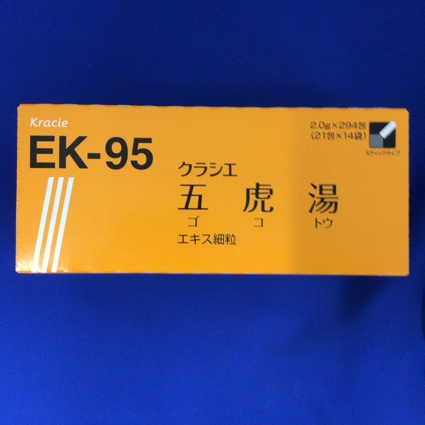 Kracie
EK-95
2.0g×294包
(21包×14袋)
スティックタイプ
クラシエ
五虎湯
ゴ コ トウ
エキス細粒